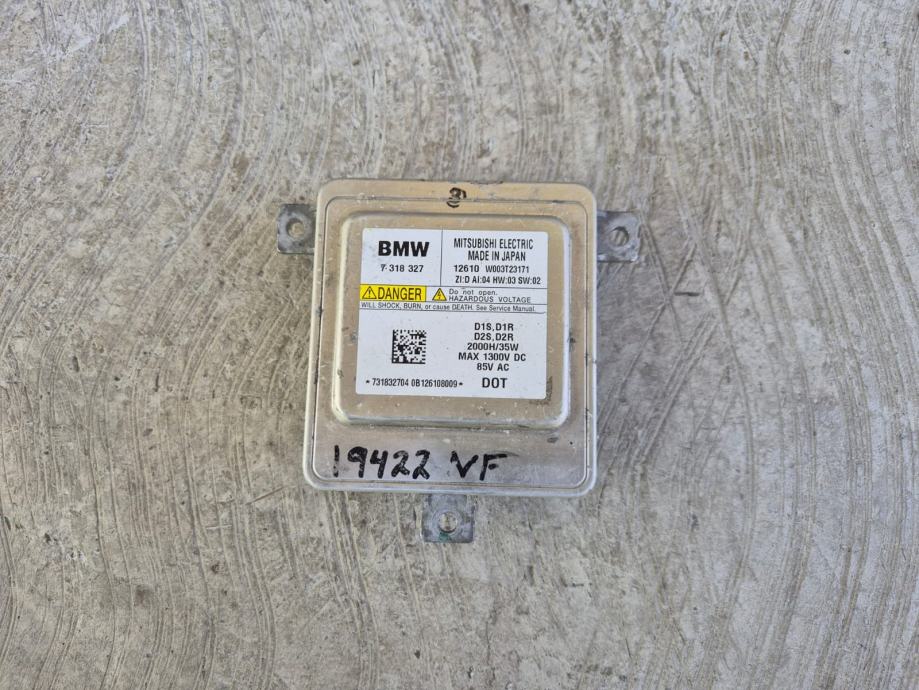 BMW
7 318 327
MITSUBISHI ELECTRIC
MADE IN JAPAN
12610 W003T23171
ZI:D AI:04 HW:03 SW:02
DANGER
Do not open.
HAZARDOUS VOLTAGE
WILL SHOCK, BURN, or cause DEATH. See Service Manual.
D1S,D1R
D2S,D2R
2000H/35W
MAX 1300V DC
85V AC
*731832704 0B126108009*
DOT
19422 VF